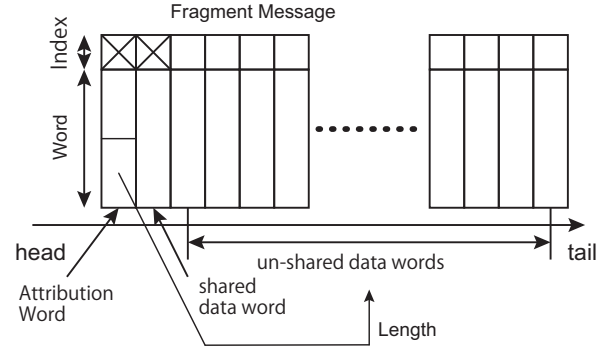 Fragment Message
Index
Word
head
tail
un-shared data words
Attribution
Word
shared
data word
Length